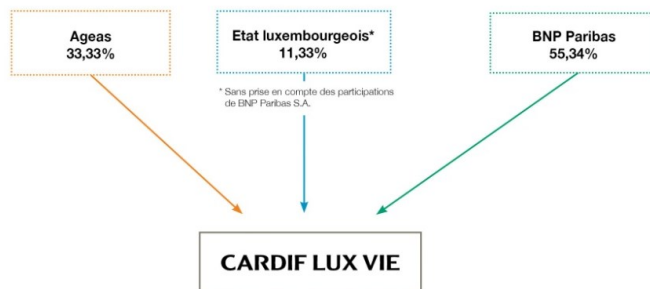 Ageas
33,33%
Etat luxembourgeois*
11,33%
BNP Paribas
55,34%
* Sans prise en compte des participations
de BNP Paribas S.A.
CARDIF LUX VIE